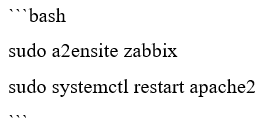 ```bash
sudo a2ensite zabbix
sudo systemctl restart apache2
```